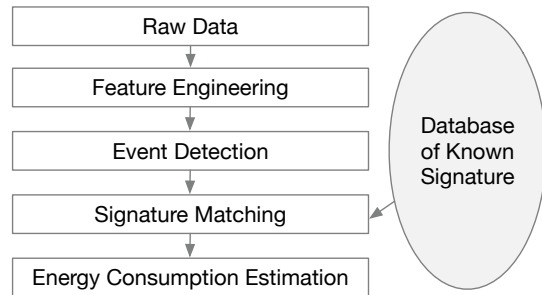 Raw Data
Feature Engineering
Event Detection
Signature Matching
Energy Consumption Estimation
Database
of Known
Signature